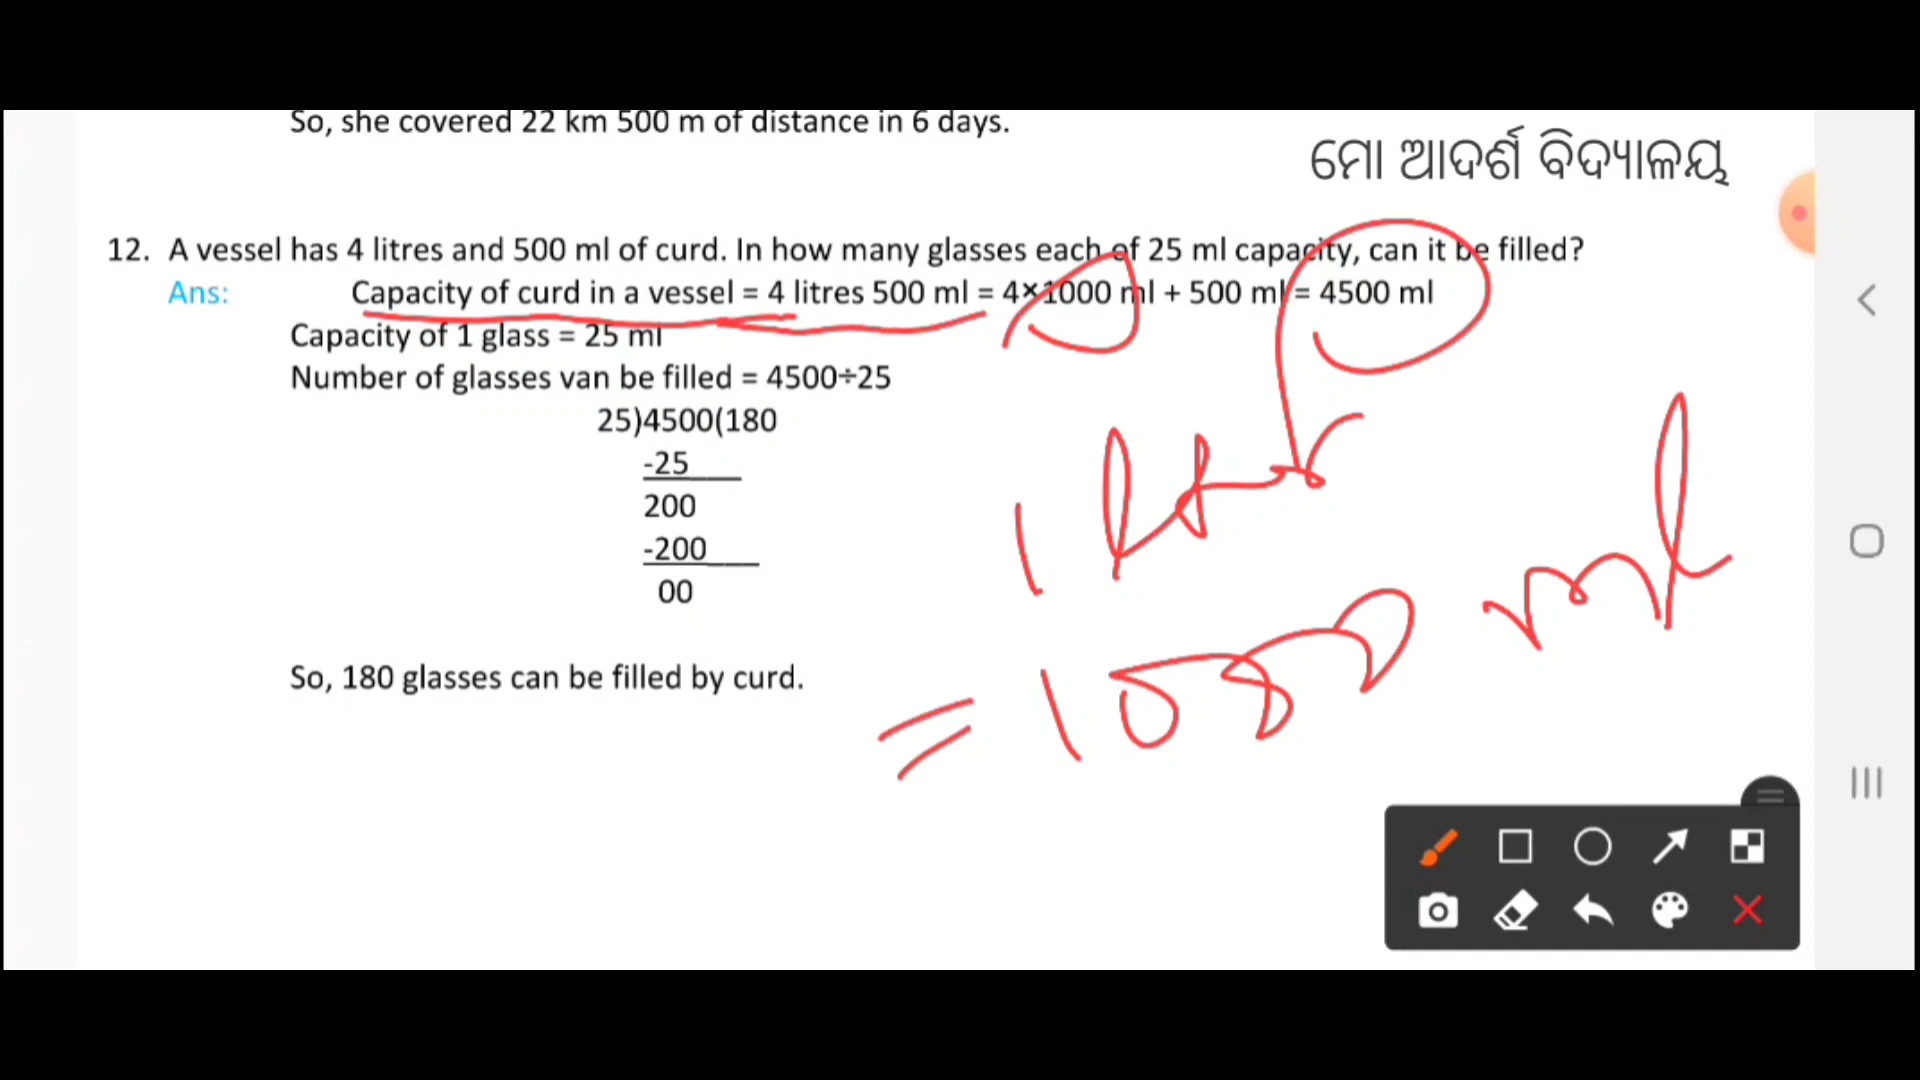 So, she covered 22 km 500 m of distance in 6 days.
ମୋ ଆଦର୍ଶ ବିଦ୍ୟାଳୟ
12. A vessel has 4 litres and 500 ml of curd. In how many glasses each of 25 ml capacity, can it be filled?
Ans: Capacity of curd in a vessel = 4 litres 500 ml = 4×1000 ml + 500 ml = 4500 ml
Capacity of 1 glass = 25 ml
Number of glasses van be filled = 4500÷25
25)4500(180
-25
200
-200
00
1 ltr
= 1000 ml
So, 180 glasses can be filled by curd.